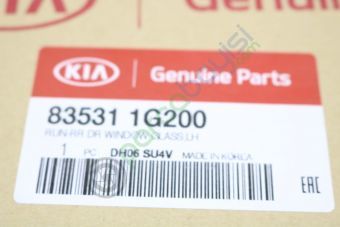 KIA Genuine Parts
83531 1G200
RUN-RR DR WINDOW GLASS,LH
1 PC DH06 SU4V MADE IN KOREA
EAC